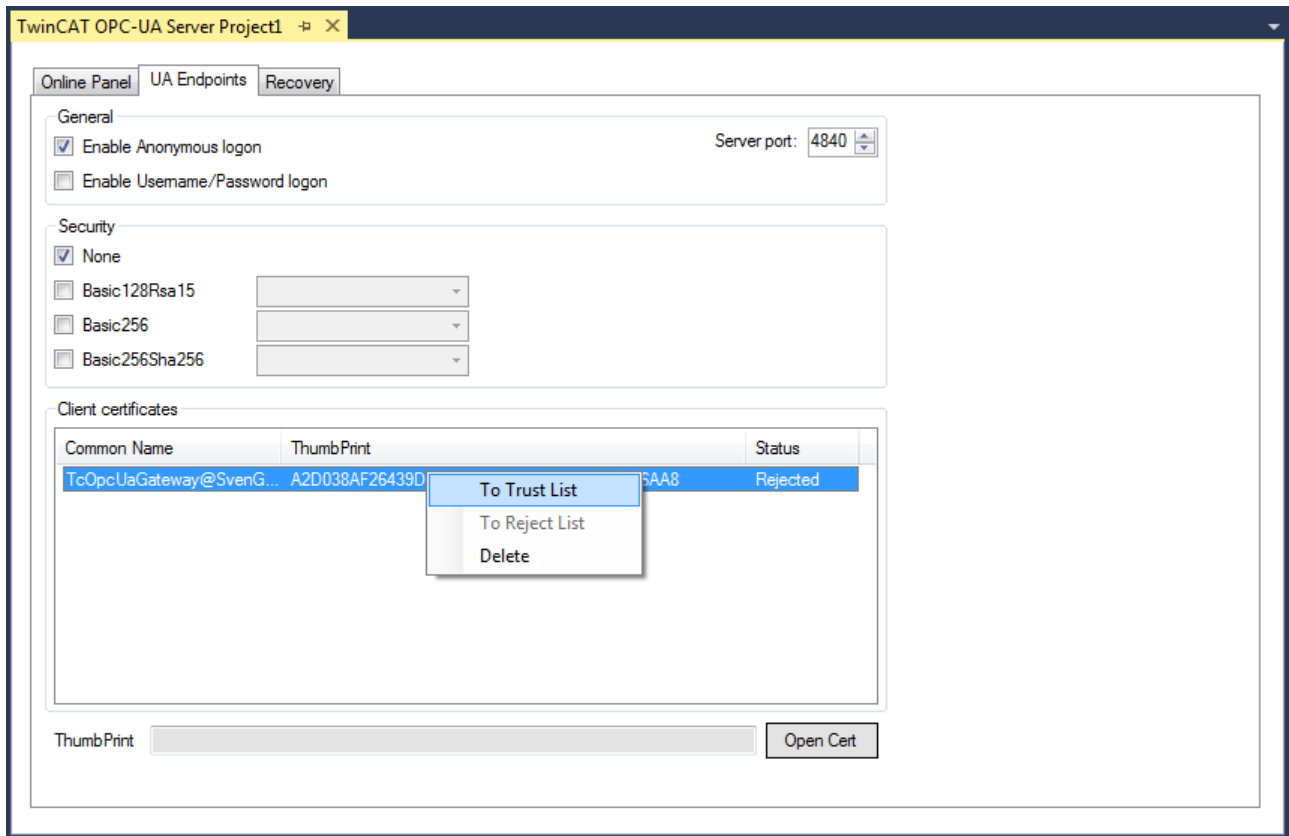 TwinCAT OPC-UA Server Project1
Online Panel UA Endpoints Recovery
General
Enable Anonymous logon Server port: 4840
Enable Username/Password logon
Security
None
Basic128Rsa15
Basic256
Basic256Sha256
Client certificates
Common Name ThumbPrint Status
TcOpcUaGateway@SvenG... A2D038AF26439D 6AA8 Rejected
To Trust List
To Reject List
Delete
ThumbPrint Open Cert